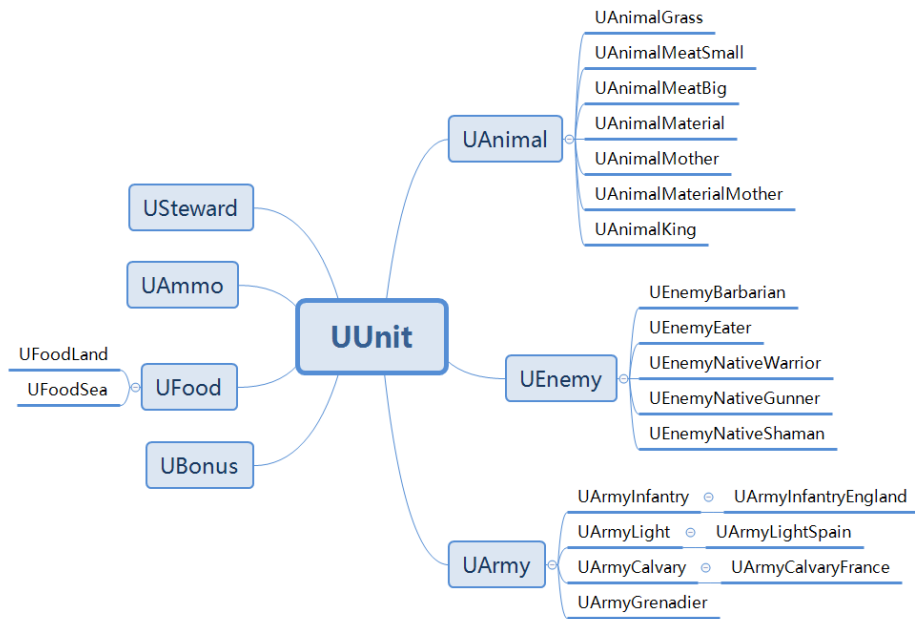 UUnit
UAnimal
UAnimalGrass
UAnimalMeatSmall
UAnimalMeatBig
UAnimalMaterial
UAnimalMother
UAnimalMaterialMother
UAnimalKing
UEnemy
UEnemyBarbarian
UEnemyEater
UEnemyNativeWarrior
UEnemyNativeGunner
UEnemyNativeShaman
UArmy
UArmyInfantry
UArmyInfantryEngland
UArmyLight
UArmyLightSpain
UArmyCalvary
UArmyCalvaryFrance
UArmyGrenadier
USteward
UAmmo
UFood
UFoodLand
UFoodSea
UBonus